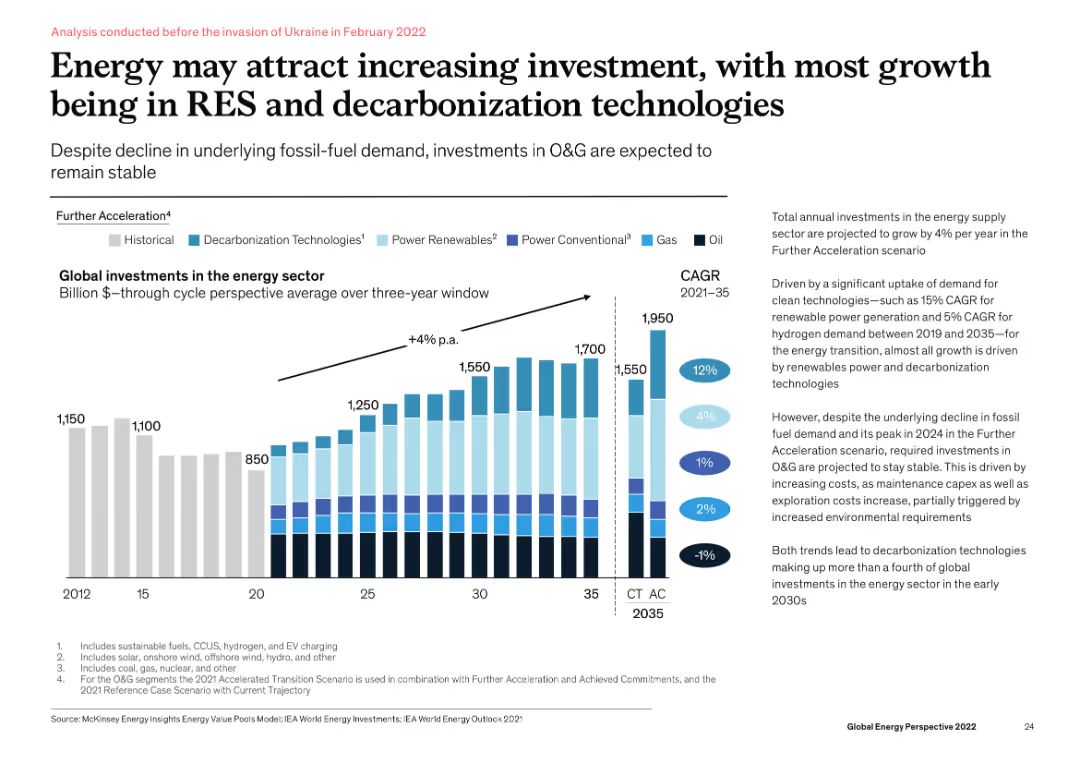 Analysis conducted before the invasion of Ukraine in February 2022
Energy may attract increasing investment, with most growth
being in RES and decarbonization technologies
Despite decline in underlying fossil-fuel demand, investments in O&G are expected to
remain stable
Further Acceleration⁴
Historical Decarbonization Technologies¹ Power Renewables² Power Conventional³ Gas Oil
Global investments in the energy sector
Billion $–through cycle perspective average over three-year window
CAGR
2021–35
+4% p.a.
1,150
1,100
850
1,250
1,550
1,700
1,550
1,950
12%
4%
1%
2%
-1%
2012 15 20 25 30 35 CT AC
2035
Total annual investments in the energy supply
sector are projected to grow by 4% per year in the
Further Acceleration scenario
Driven by a significant uptake of demand for
clean technologies—such as 15% CAGR for
renewable power generation and 5% CAGR for
hydrogen demand between 2019 and 2035—for
the energy transition, almost all growth is driven
by renewables power and decarbonization
technologies
However, despite the underlying decline in fossil
fuel demand and its peak in 2024 in the Further
Acceleration scenario, required investments in
O&G are projected to stay stable. This is driven by
increasing costs, as maintenance capex as well as
exploration costs increase, partially triggered by
increased environmental requirements
Both trends lead to decarbonization technologies
making up more than a fourth of global
investments in the energy sector in the early
2030s
1. Includes sustainable fuels, CCUS, hydrogen, and EV charging
2. Includes solar, onshore wind, offshore wind, hydro, and other
3. Includes coal, gas, nuclear, and other
4. For the O&G segments the 2021 Accelerated Transition Scenario is used in combination with Further Acceleration and Achieved Commitments, and the
2021 Reference Case Scenario with Current Trajectory
Source: McKinsey Energy Insights Energy Value Pools Model; IEA World Energy Investments; IEA World Energy Outlook 2021
Global Energy Perspective 2022 24